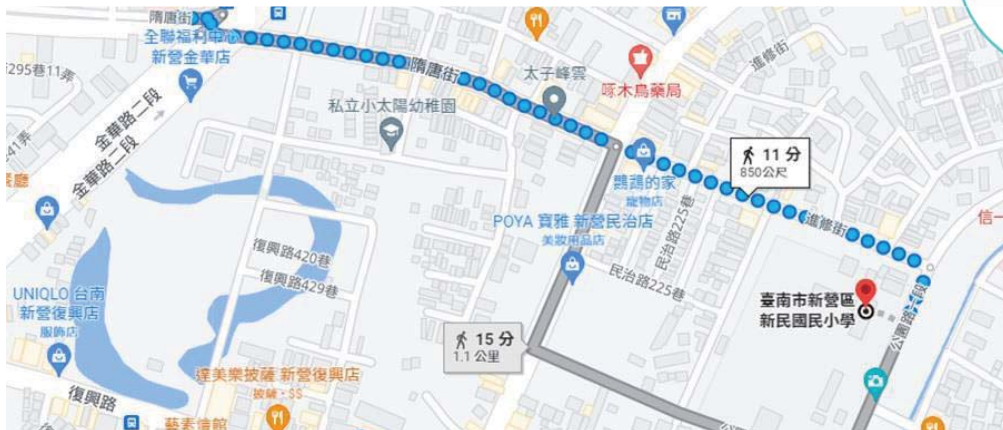 隋唐街
全聯福利中心
新營金華店
295巷11弄
41弄
金華路二段
金華路二段
隋唐街
太子峰雲
私立小太陽幼稚園
啄木鳥藥局
進修街
11 分
850公尺
鸚鵡的家
寵物店
POYA 寶雅 新營民治店
美妝用品店
民治路225巷
民治路225巷
進修街
信一
復興路420巷
復興路429巷
UNIQLO 台南
新營復興店
服飾店
臺南市新營區
新民國民小學
15 分
1.1 公里
達美樂披薩 新營復興店
披薩・$$
復興路